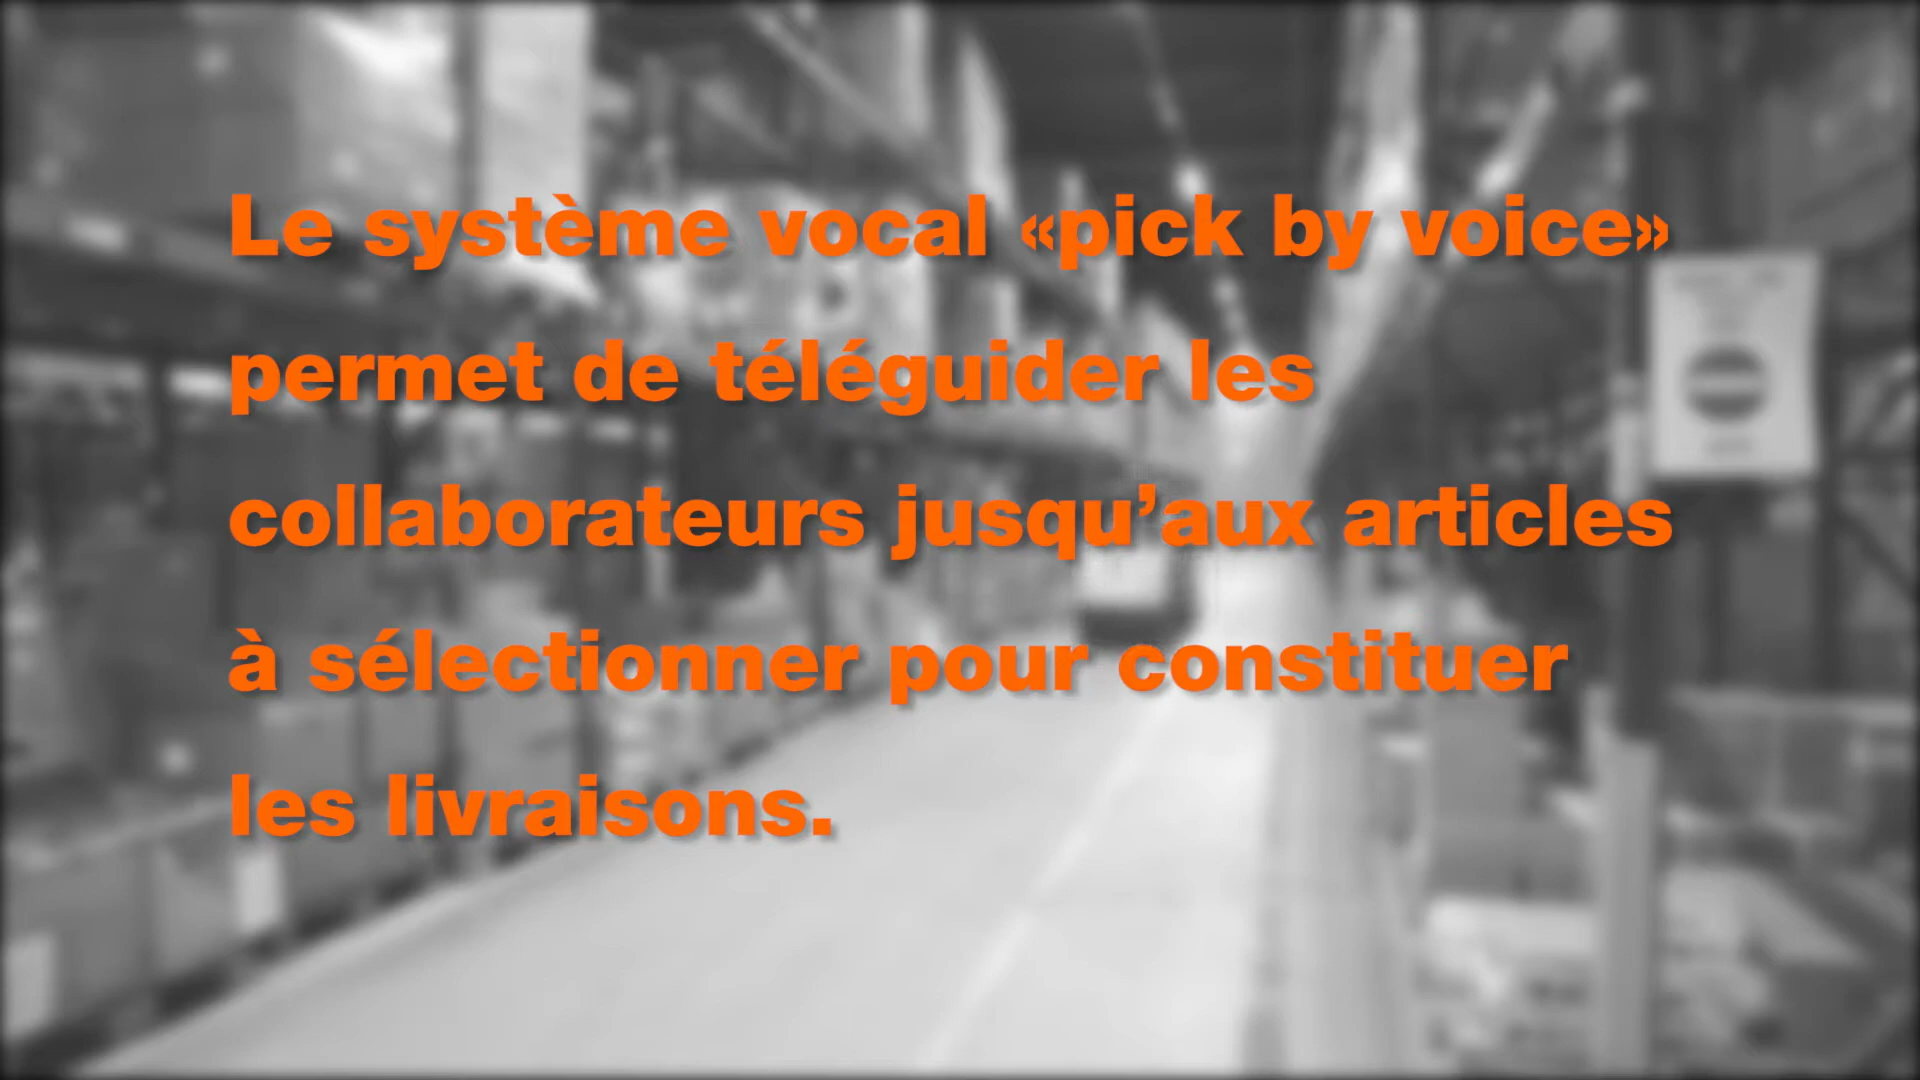 Le système vocal «pick by voice»
permet de téléguider les
collaborateurs jusqu’aux articles
à sélectionner pour constituer
les livraisons.